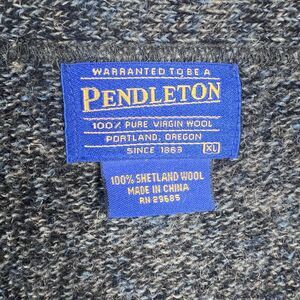 WARRANTED TO BE A
PENDLETON
100% PURE VIRGIN WOOL
PORTLAND, OREGON
SINCE 1863 XL
100% SHETLAND WOOL
MADE IN CHINA
RN 29685